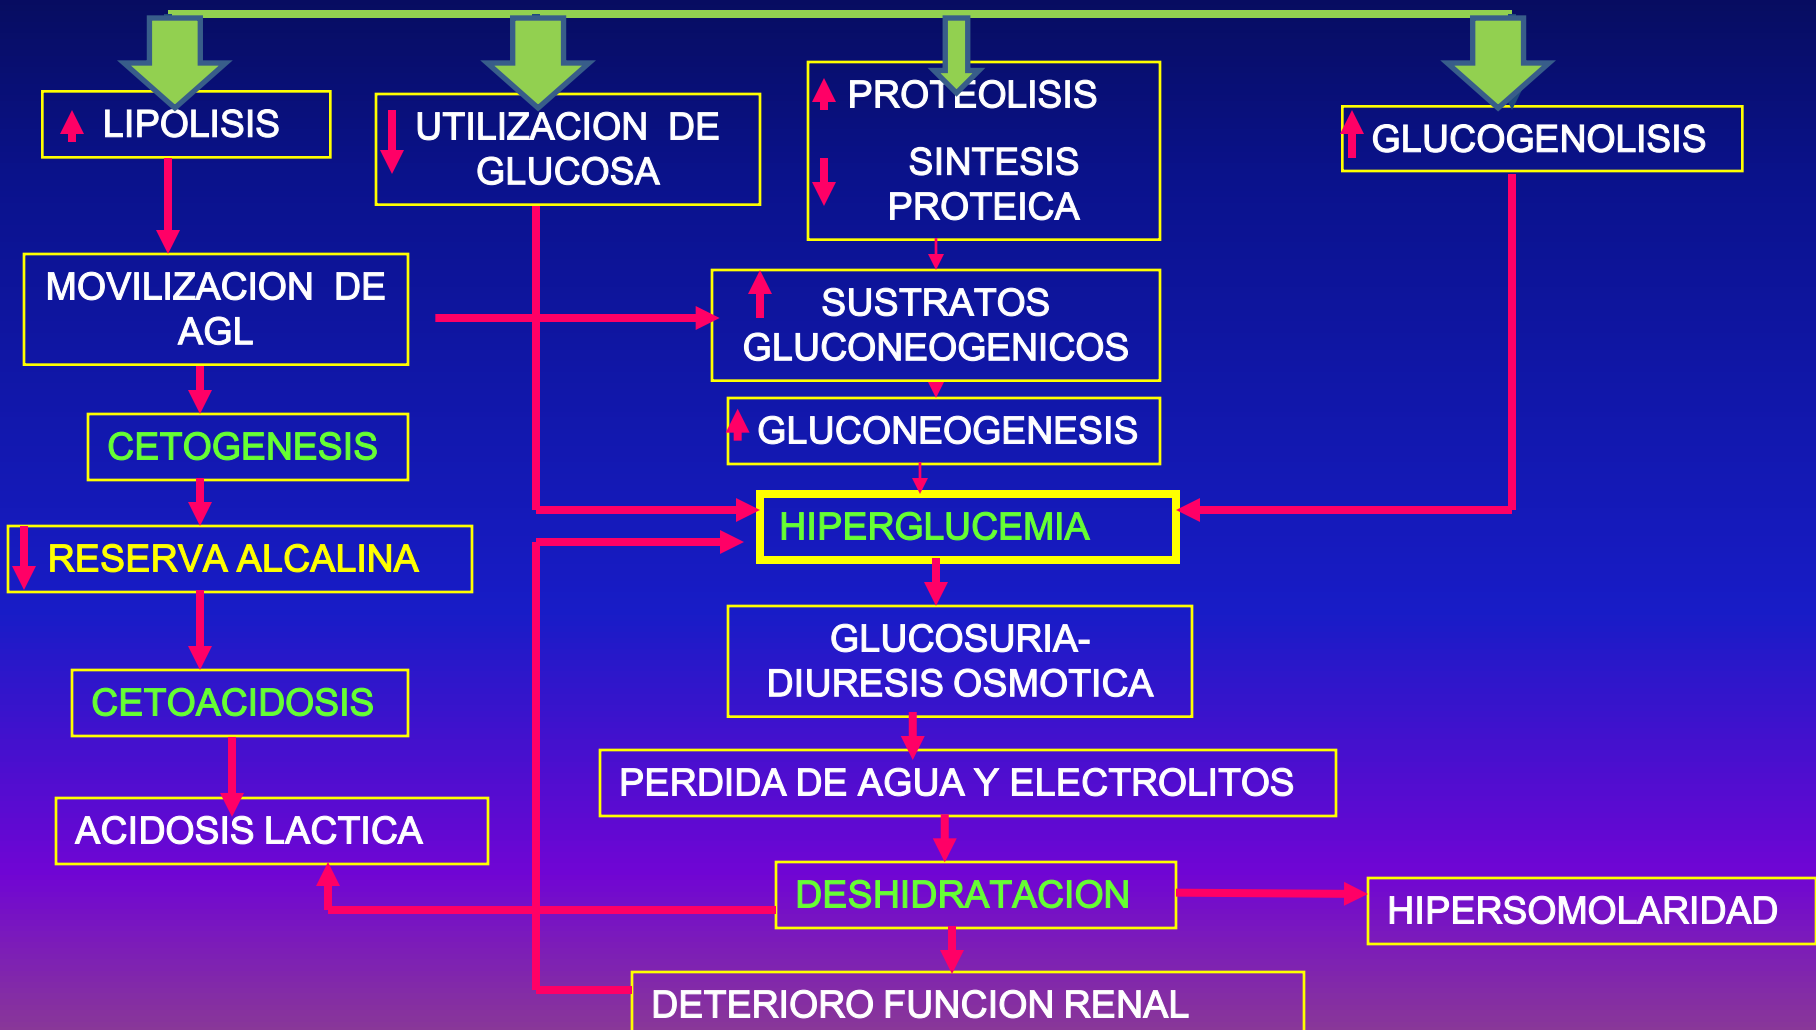 LIPOLISIS
UTILIZACION DE
GLUCOSA
PROTEOLISIS
SINTESIS
PROTEICA
GLUCOGENOLISIS
MOVILIZACION DE
AGL
SUSTRATOS
GLUCONEOGENICOS
CETOGENESIS
GLUCONEOGENESIS
RESERVA ALCALINA
HIPERGLUCEMIA
GLUCOSURIA-
DIURESIS OSMOTICA
CETOACIDOSIS
PERDIDA DE AGUA Y ELECTROLITOS
ACIDOSIS LACTICA
DESHIDRATACION
HIPERSOMOLARIDAD
DETERIORO FUNCION RENAL